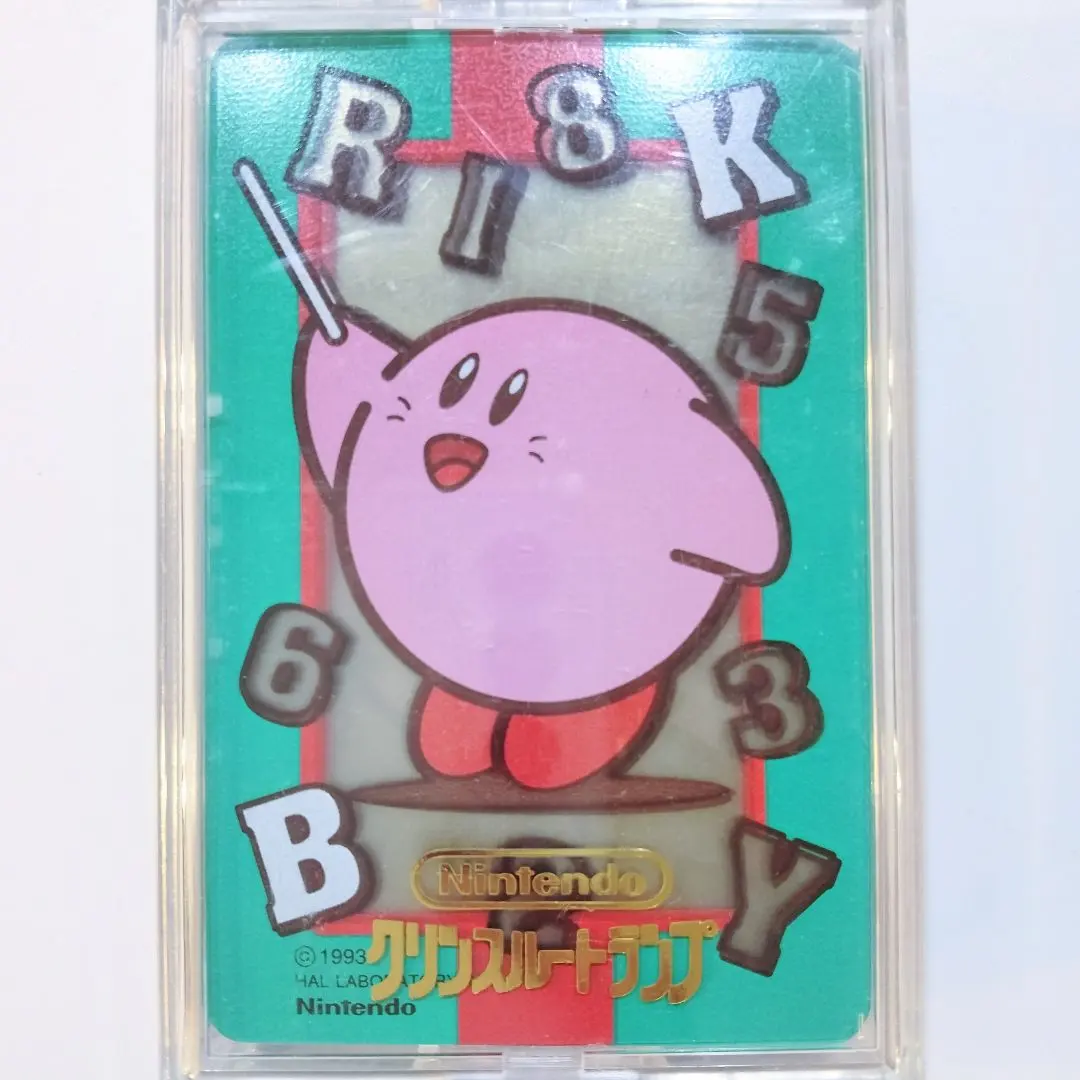 R I 8 K
5
6 3
B 2 Y
Nintendo
クリンスルートランプ
©1993
HAL LABORATORY
Nintendo